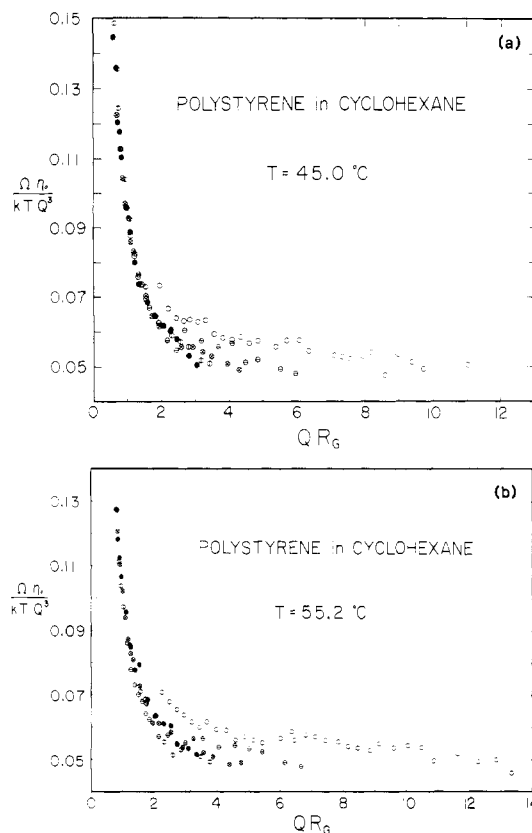 (a)
0.15
0.13
0.11
0.09
0.07
0.05
POLYSTYRENE in CYCLOHEXANE
T = 45.0 °C
Ω η₀
kT Q³
0 2 4 6 8 10 12
Q R_G
(b)
0.13
0.11
0.09
0.07
0.05
POLYSTYRENE in CYCLOHEXANE
T = 55.2 °C
Ω η₀
kT Q³
0 2 4 6 8 10 12 14
Q R_G